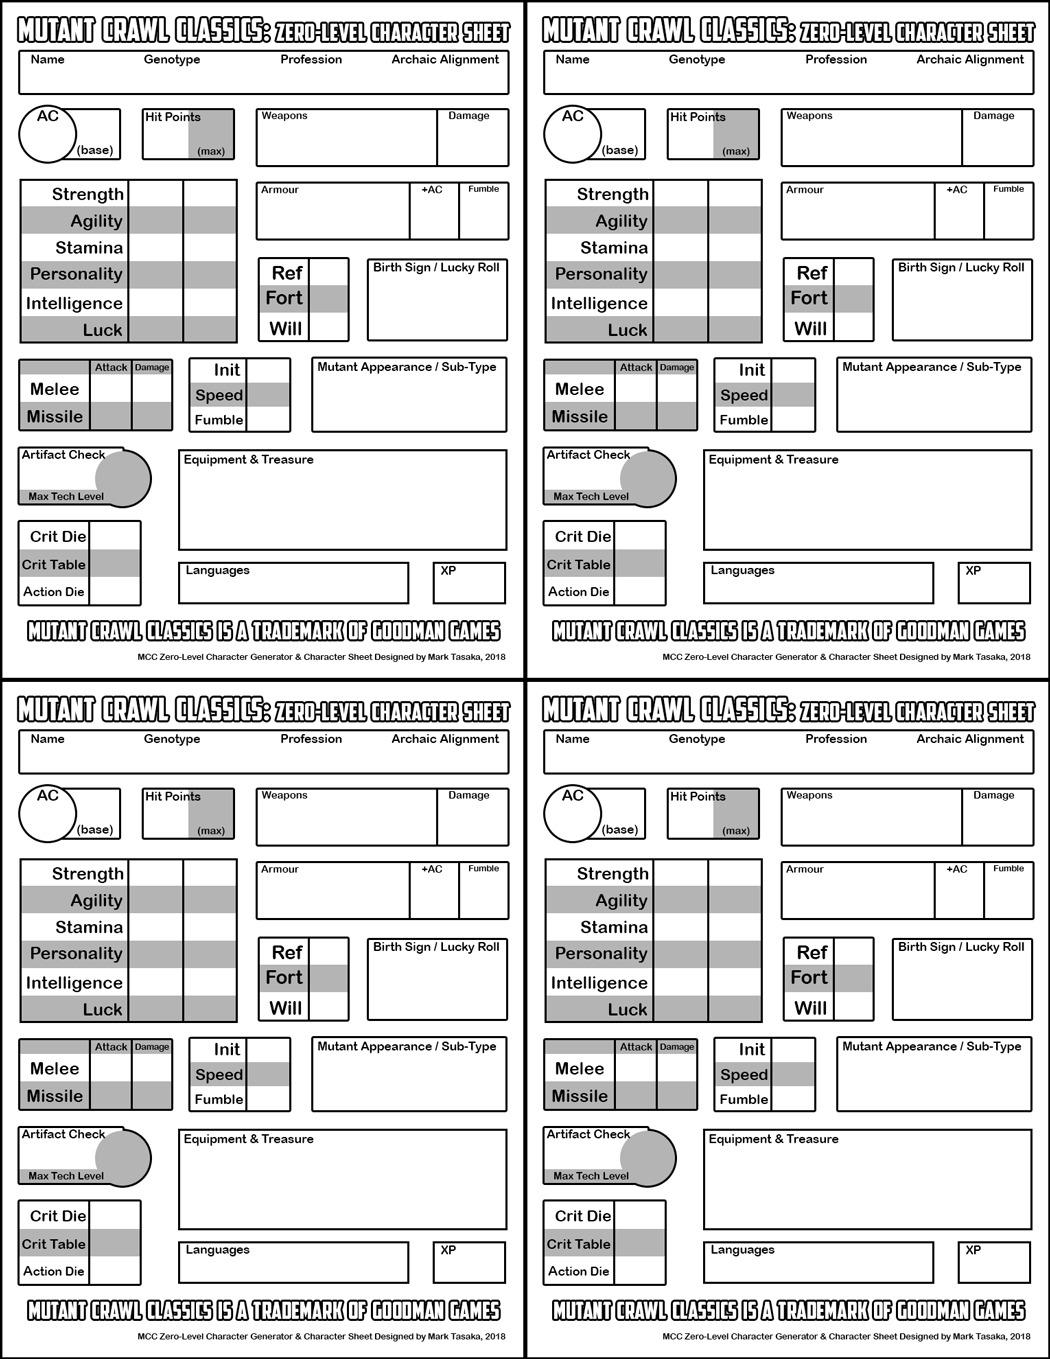 MUTANT CRAWL CLASSICS: ZERO-LEVEL CHARACTER SHEET
Name Genotype Profession Archaic Alignment
AC
(base)
Hit Points
(max)
Weapons Damage
Strength
Agility
Stamina
Personality
Intelligence
Luck
Armour +AC Fumble
Ref
Fort
Will
Birth Sign / Lucky Roll
Attack Damage
Melee
Missile
Init
Speed
Fumble
Mutant Appearance / Sub-Type
Artifact Check
Max Tech Level
Equipment & Treasure
Crit Die
Crit Table
Action Die
Languages
XP
MUTANT CRAWL CLASSICS IS A TRADEMARK OF GOODMAN GAMES
MCC Zero-Level Character Generator & Character Sheet Designed by Mark Tasaka, 2018
MUTANT CRAWL CLASSICS: ZERO-LEVEL CHARACTER SHEET
Name Genotype Profession Archaic Alignment
AC
(base)
Hit Points
(max)
Weapons Damage
Strength
Agility
Stamina
Personality
Intelligence
Luck
Armour +AC Fumble
Ref
Fort
Will
Birth Sign / Lucky Roll
Attack Damage
Melee
Missile
Init
Speed
Fumble
Mutant Appearance / Sub-Type
Artifact Check
Max Tech Level
Equipment & Treasure
Crit Die
Crit Table
Action Die
Languages
XP
MUTANT CRAWL CLASSICS IS A TRADEMARK OF GOODMAN GAMES
MCC Zero-Level Character Generator & Character Sheet Designed by Mark Tasaka, 2018
MUTANT CRAWL CLASSICS: ZERO-LEVEL CHARACTER SHEET
Name Genotype Profession Archaic Alignment
AC
(base)
Hit Points
(max)
Weapons Damage
Strength
Agility
Stamina
Personality
Intelligence
Luck
Armour +AC Fumble
Ref
Fort
Will
Birth Sign / Lucky Roll
Attack Damage
Melee
Missile
Init
Speed
Fumble
Mutant Appearance / Sub-Type
Artifact Check
Max Tech Level
Equipment & Treasure
Crit Die
Crit Table
Action Die
Languages
XP
MUTANT CRAWL CLASSICS IS A TRADEMARK OF GOODMAN GAMES
MCC Zero-Level Character Generator & Character Sheet Designed by Mark Tasaka, 2018
MUTANT CRAWL CLASSICS: ZERO-LEVEL CHARACTER SHEET
Name Genotype Profession Archaic Alignment
AC
(base)
Hit Points
(max)
Weapons Damage
Strength
Agility
Stamina
Personality
Intelligence
Luck
Armour +AC Fumble
Ref
Fort
Will
Birth Sign / Lucky Roll
Attack Damage
Melee
Missile
Init
Speed
Fumble
Mutant Appearance / Sub-Type
Artifact Check
Max Tech Level
Equipment & Treasure
Crit Die
Crit Table
Action Die
Languages
XP
MUTANT CRAWL CLASSICS IS A TRADEMARK OF GOODMAN GAMES
MCC Zero-Level Character Generator & Character Sheet Designed by Mark Tasaka, 2018